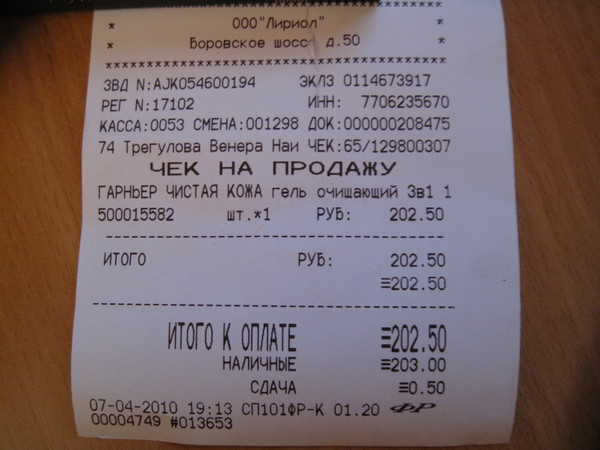 ********************************************
* ООО"Лириол" *
* Боровское шоссе д.50 *
********************************************
ЗВД N:AJK054600194 ЭКЛЗ 0114673917
РЕГ N:17102 ИНН: 7706235670
КАССА:0053 СМЕНА:001298 ДОК:000000208475
74 Трегулова Венера Наи ЧЕК:65/129800307
ЧЕК НА ПРОДАЖУ
ГАРНЬЕР ЧИСТАЯ КОЖА гель очищающий 3в1 1
500015582 шт.*1 РУБ: 202.50
----------------------------------------
ИТОГО РУБ: 202.50
≡202.50
----------------------------------------
ИТОГО К ОПЛАТЕ ≡202.50
НАЛИЧНЫЕ ≡203.00
СДАЧА ≡0.50
07-04-2010 19:13 СП101ФР-К 01.20 ФР
00004749 #013653